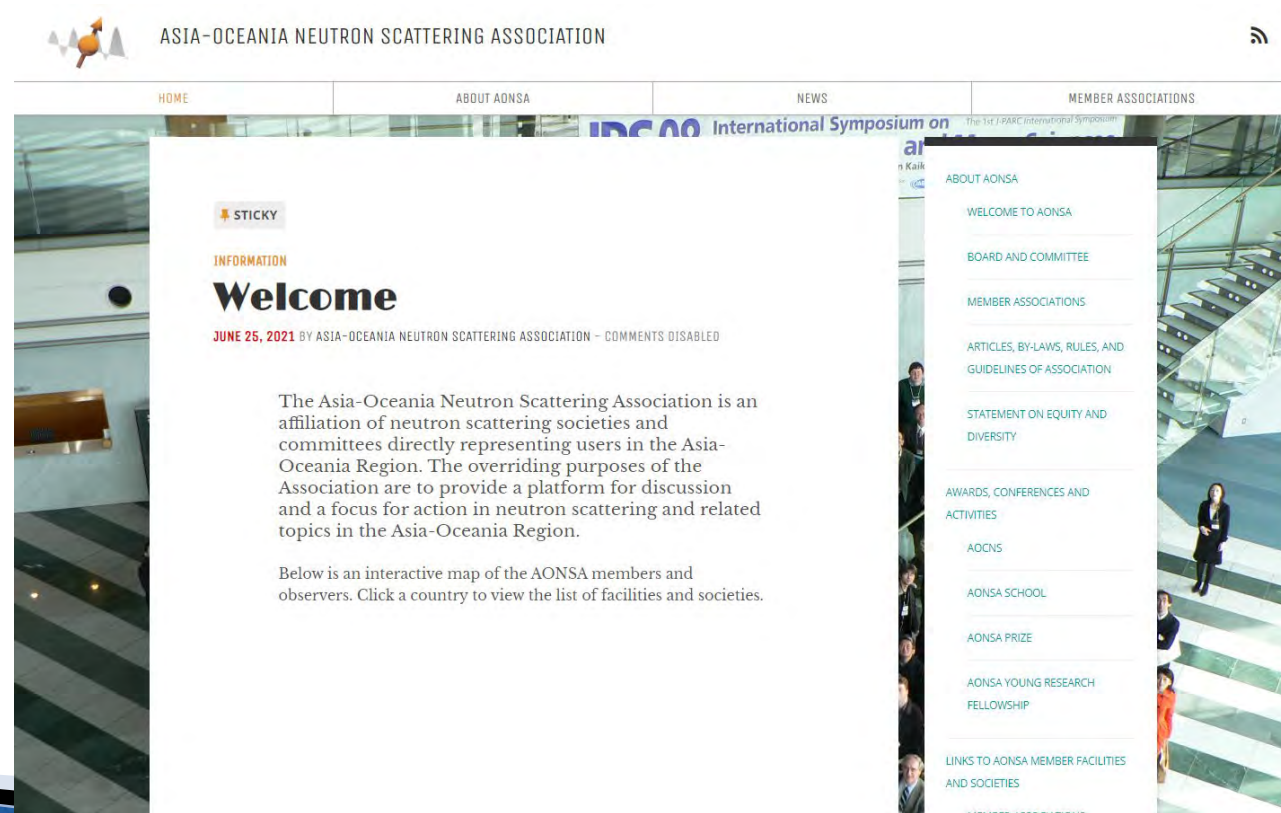 ASIA-OCEANIA NEUTRON SCATTERING ASSOCIATION
HOME
ABOUT AONSA
NEWS
MEMBER ASSOCIATIONS
International Symposium on
The 1st J-PARC International Symposium
STICKY
INFORMATION
Welcome
JUNE 25, 2021 BY ASIA-OCEANIA NEUTRON SCATTERING ASSOCIATION – COMMENTS DISABLED
The Asia-Oceania Neutron Scattering Association is an
affiliation of neutron scattering societies and
committees directly representing users in the Asia-
Oceania Region. The overriding purposes of the
Association are to provide a platform for discussion
and a focus for action in neutron scattering and related
topics in the Asia-Oceania Region.
Below is an interactive map of the AONSA members and
observers. Click a country to view the list of facilities and societies.
ABOUT AONSA
WELCOME TO AONSA
BOARD AND COMMITTEE
MEMBER ASSOCIATIONS
ARTICLES, BY-LAWS, RULES, AND
GUIDELINES OF ASSOCIATION
STATEMENT ON EQUITY AND
DIVERSITY
AWARDS, CONFERENCES AND
ACTIVITIES
AOCNS
AONSA SCHOOL
AONSA PRIZE
AONSA YOUNG RESEARCH
FELLOWSHIP
LINKS TO AONSA MEMBER FACILITIES
AND SOCIETIES